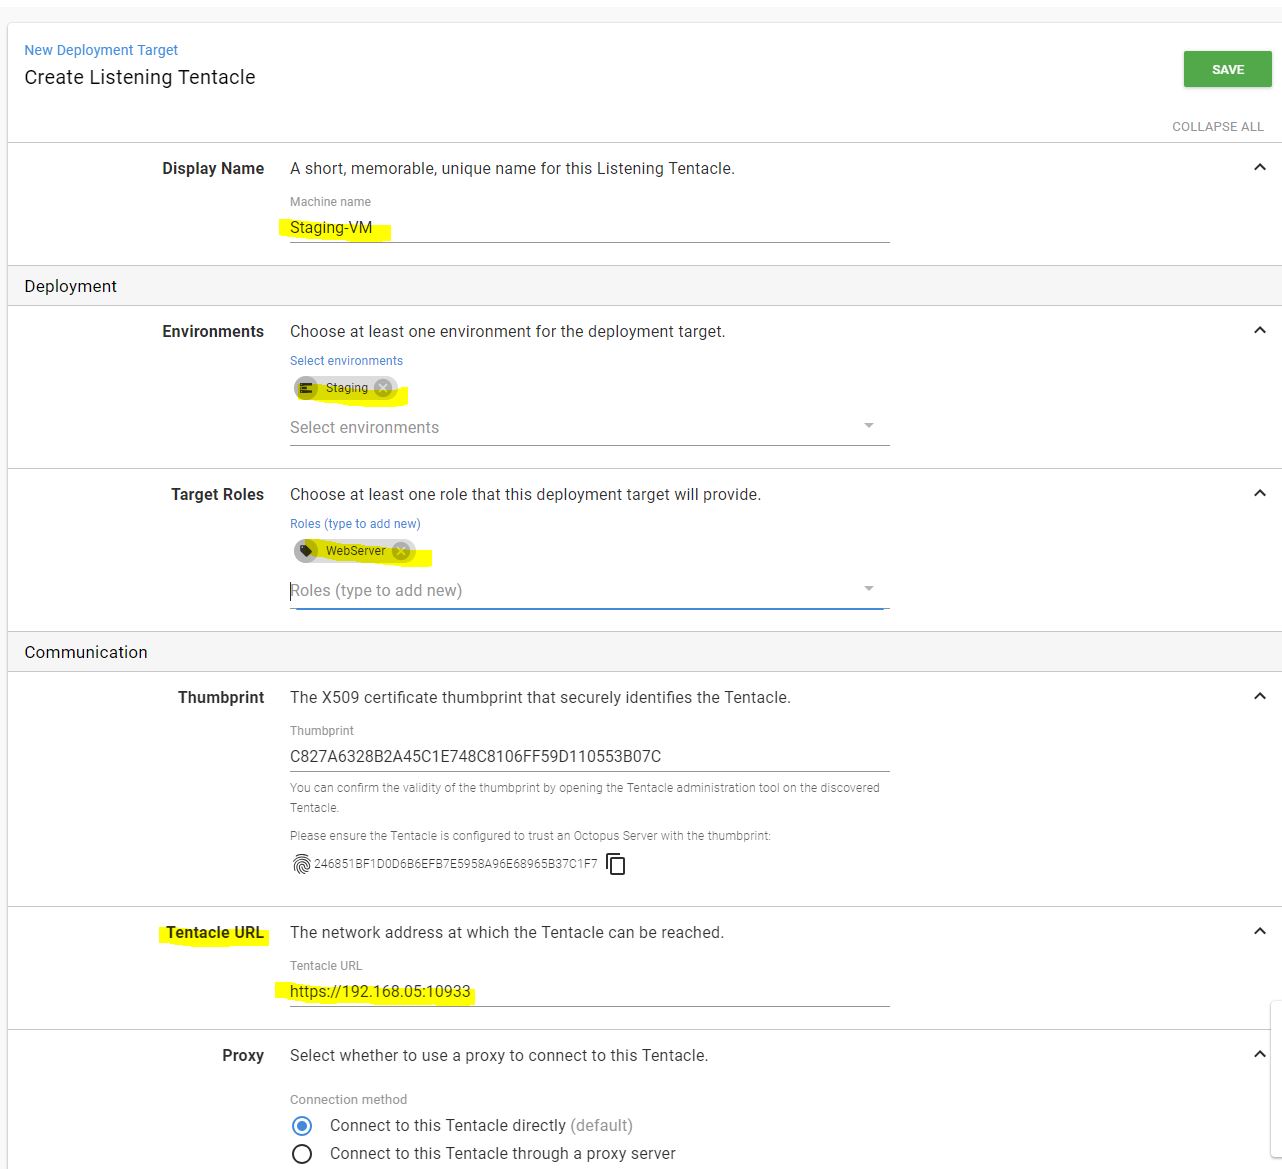 New Deployment Target
Create Listening Tentacle
SAVE
COLLAPSE ALL
Display Name
A short, memorable, unique name for this Listening Tentacle.
Machine name
Staging-VM
Deployment
Environments
Choose at least one environment for the deployment target.
Select environments
Staging
Select environments
Target Roles
Choose at least one role that this deployment target will provide.
Roles (type to add new)
WebServer
Roles (type to add new)
Communication
Thumbprint
The X509 certificate thumbprint that securely identifies the Tentacle.
Thumbprint
C827A6328B2A45C1E748C8106FF59D110553B07C
You can confirm the validity of the thumbprint by opening the Tentacle administration tool on the discovered
Tentacle.
Please ensure the Tentacle is configured to trust an Octopus Server with the thumbprint:
246851BF1D0D6B6EFB7E5958A96E68965B37C1F7
Tentacle URL
The network address at which the Tentacle can be reached.
Tentacle URL
https://192.168.05:10933
Proxy
Select whether to use a proxy to connect to this Tentacle.
Connection method
Connect to this Tentacle directly (default)
Connect to this Tentacle through a proxy server